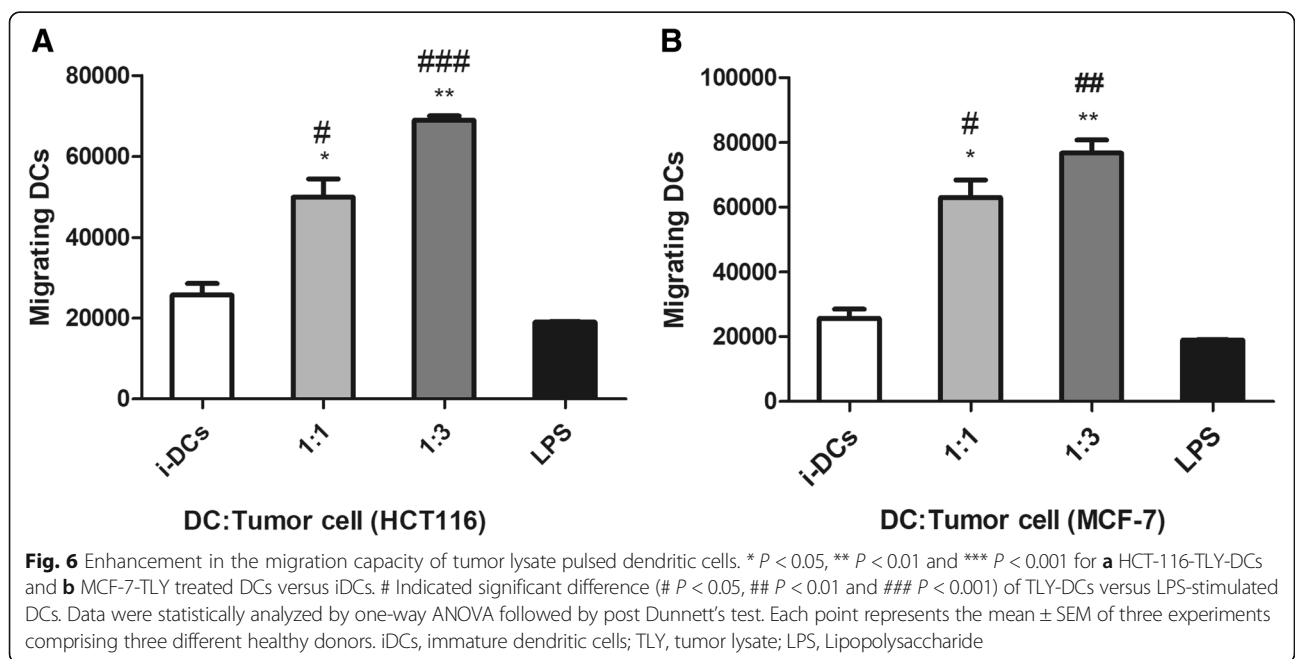 A
80000
60000
40000
20000
0
Migrating DCs
#
*
###
**
i-DCs
1:1
1:3
LPS
DC:Tumor cell (HCT116)
B
100000
80000
60000
40000
20000
0
Migrating DCs
#
*
##
**
i-DCs
1:1
1:3
LPS
DC:Tumor cell (MCF-7)
Fig. 6 Enhancement in the migration capacity of tumor lysate pulsed dendritic cells. * P < 0.05, ** P < 0.01 and *** P < 0.001 for a HCT-116-TLY-DCs
and b MCF-7-TLY treated DCs versus iDCs. # Indicated significant difference (# P < 0.05, ## P < 0.01 and ### P < 0.001) of TLY-DCs versus LPS-stimulated
DCs. Data were statistically analyzed by one-way ANOVA followed by post Dunnett's test. Each point represents the mean ± SEM of three experiments
comprising three different healthy donors. iDCs, immature dendritic cells; TLY, tumor lysate; LPS, Lipopolysaccharide